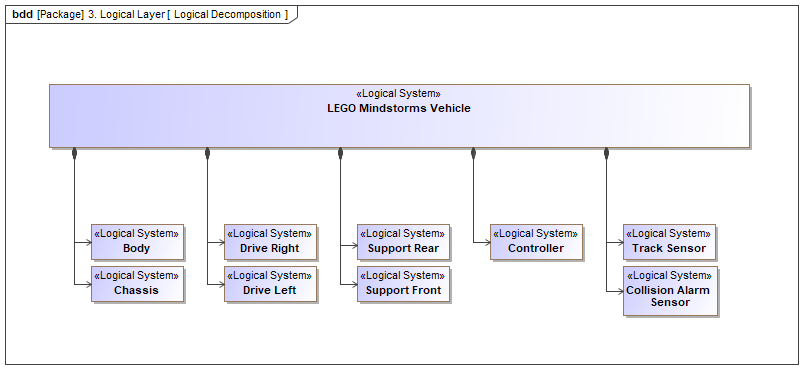 bdd [Package] 3. Logical Layer [ Logical Decomposition ]
«Logical System»
LEGO Mindstorms Vehicle
«Logical System»
Body
«Logical System»
Drive Right
«Logical System»
Support Rear
«Logical System»
Controller
«Logical System»
Track Sensor
«Logical System»
Chassis
«Logical System»
Drive Left
«Logical System»
Support Front
«Logical System»
Collision Alarm
Sensor